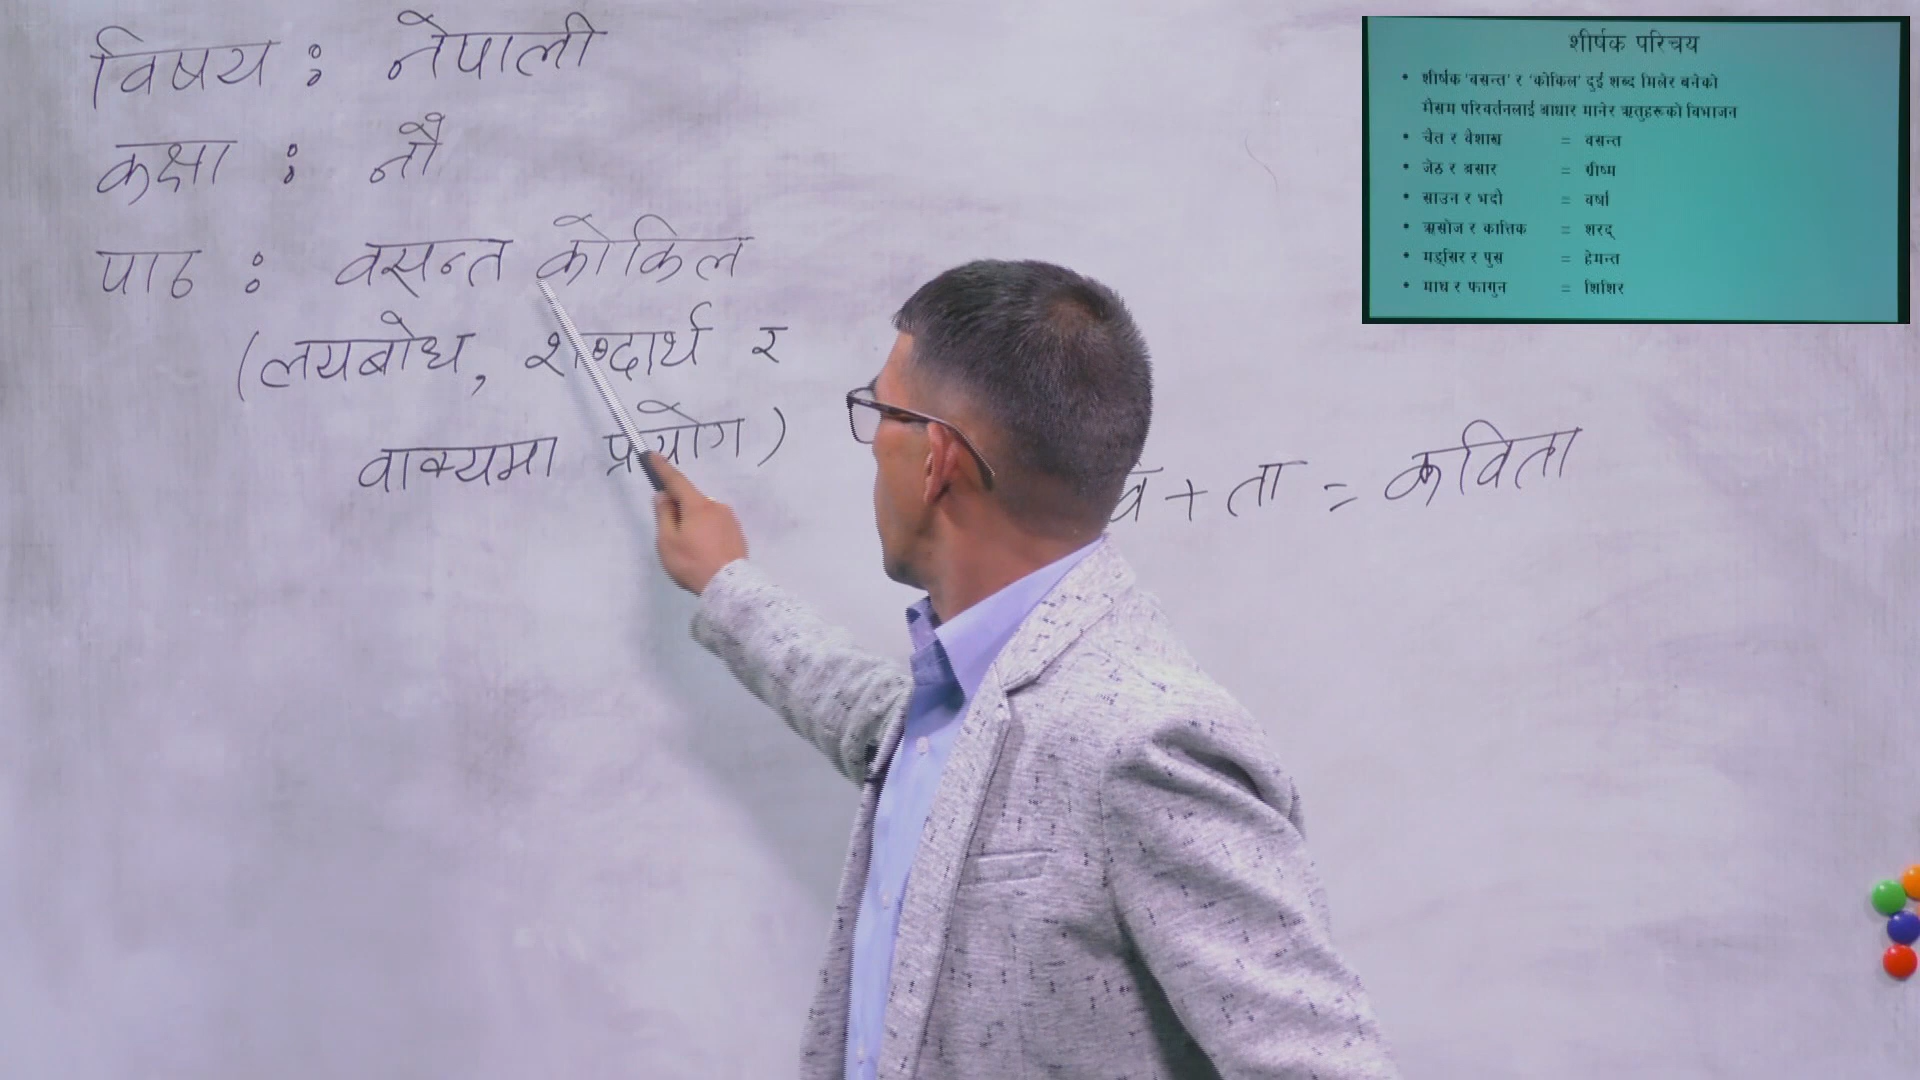 विषय : नेपाली
कक्षा : नौ
पाठ : वसन्त कोकिल
(लयबोध, शब्दार्थ र
वाक्यमा प्रयोग)
+ ता = कविता
शीर्षक परिचय
• शीर्षक 'वसन्त' र 'कोकिल' दुई शब्द मिलेर बनेको
मैसम परिवर्तनलाई आधार मानेर ऋतुहरूको विभाजन
• चैत र वैशाख = वसन्त
• जेठ र असार = ग्रीष्म
• साउन र भदौ = वर्षा
• असोज र कात्तिक = शरद्
• मङ्सिर र पुस = हेमन्त
• माघ र फागुन = शिशिर